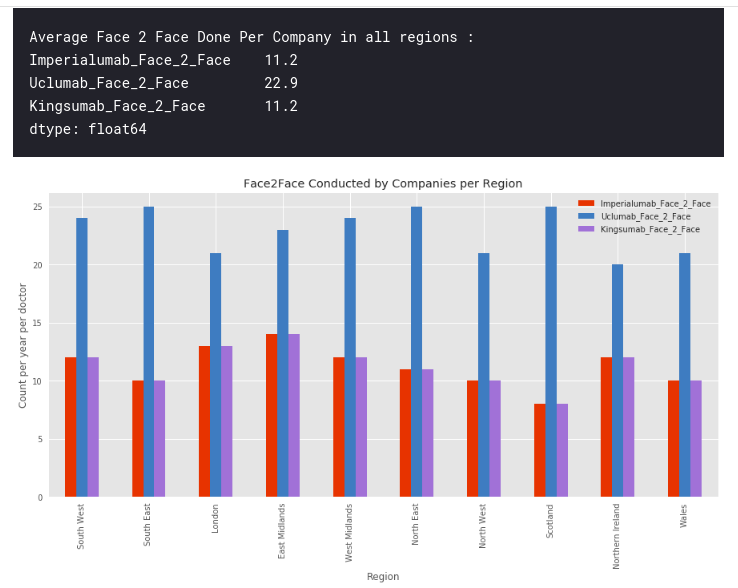 Average Face 2 Face Done Per Company in all regions :
Imperialumab_Face_2_Face 11.2
Uclumab_Face_2_Face 22.9
Kingsumab_Face_2_Face 11.2
dtype: float64
Face2Face Conducted by Companies per Region
Imperialumab_Face_2_Face
Uclumab_Face_2_Face
Kingsumab_Face_2_Face
Count per year per doctor
25
20
15
10
5
0
South West
South East
London
East Midlands
West Midlands
North East
North West
Scotland
Northern Ireland
Wales
Region